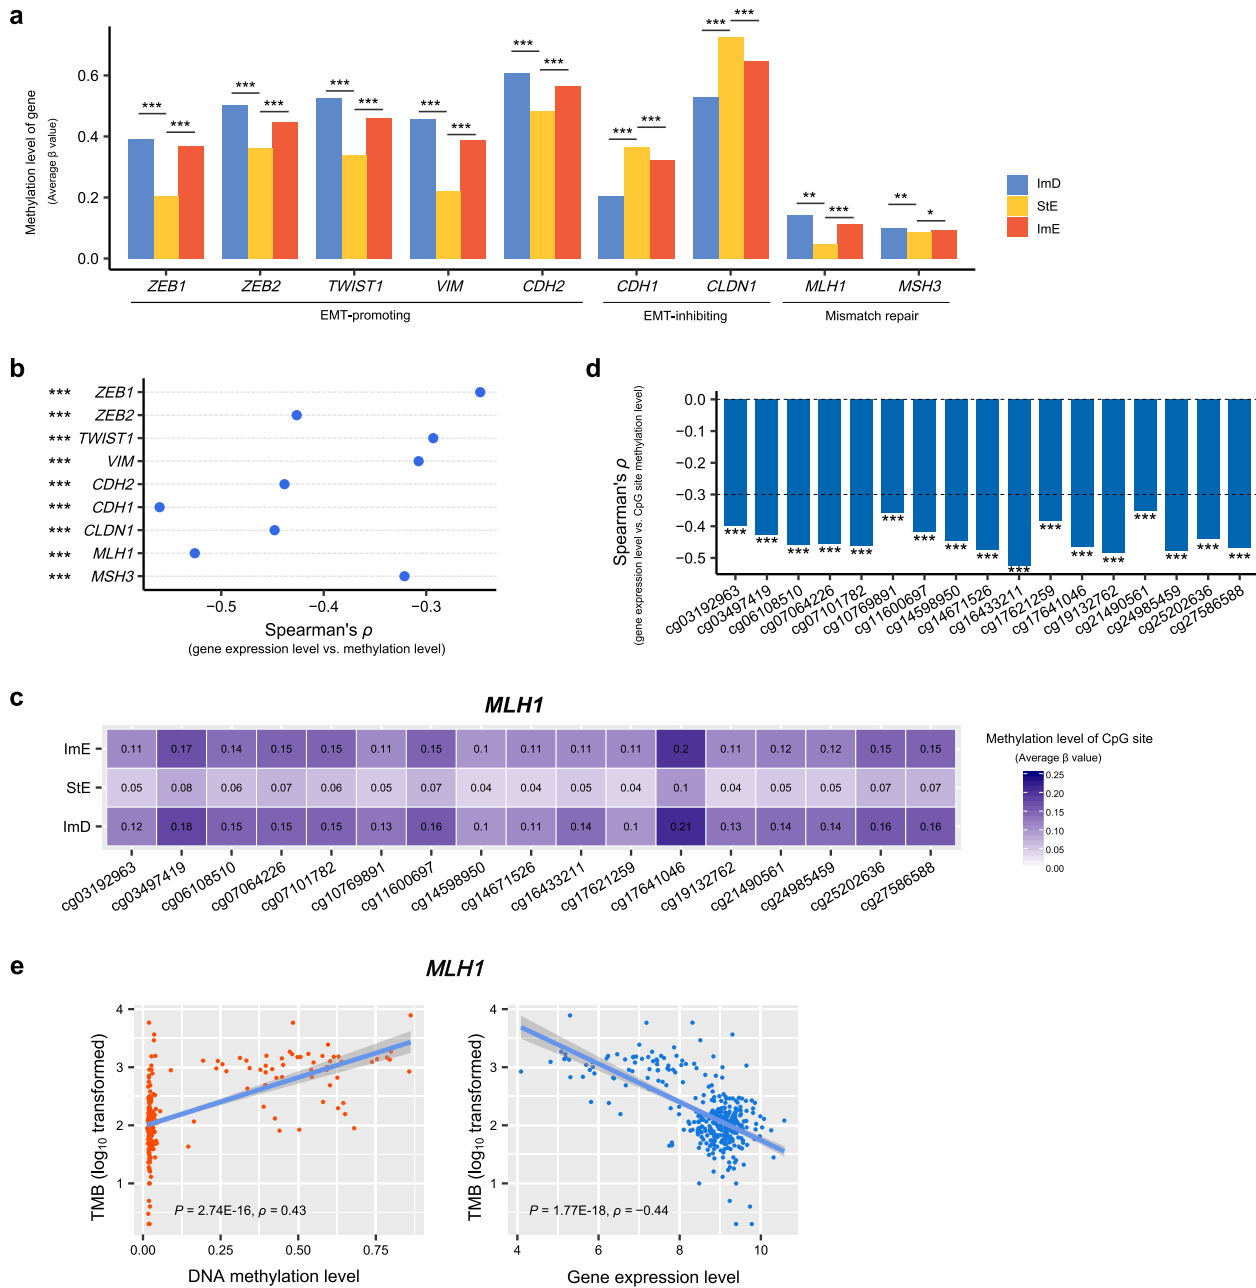 a
Methylation level of gene
(Average β value)
0.6
0.4
0.2
0.0
*** *** *** *** *** *** *** *** *** *** *** *** *** *** ** *** ** *
ZEB1 ZEB2 TWIST1 VIM CDH2 CDH1 CLDN1 MLH1 MSH3
EMT-promoting EMT-inhibiting Mismatch repair
ImD
StE
ImE
b
*** ZEB1
*** ZEB2
*** TWIST1
*** VIM
*** CDH2
*** CDH1
*** CLDN1
*** MLH1
*** MSH3
−0.5 −0.4 −0.3
Spearman's ρ
(gene expression level vs. methylation level)
d
Spearman's ρ
(gene expression level vs. CpG site methylation level)
0.0
−0.1
−0.2
−0.3
−0.4
−0.5
*** *** *** *** *** *** *** *** *** *** *** *** *** *** *** *** ***
cg03192963 cg03497419 cg06108510 cg07064226 cg07101782 cg10769891 cg11600697 cg14598950 cg14671526 cg16433211 cg17621259 cg17641046 cg19132762 cg21490561 cg24985459 cg25202636 cg27586588
c
MLH1
ImE 0.11 0.17 0.14 0.15 0.15 0.11 0.15 0.1 0.11 0.11 0.11 0.2 0.11 0.12 0.12 0.15 0.15
StE 0.05 0.08 0.06 0.07 0.06 0.05 0.07 0.04 0.04 0.05 0.04 0.1 0.04 0.05 0.05 0.07 0.07
ImD 0.12 0.18 0.15 0.15 0.15 0.13 0.16 0.1 0.11 0.14 0.1 0.21 0.13 0.14 0.14 0.16 0.16
cg03192963 cg03497419 cg06108510 cg07064226 cg07101782 cg10769891 cg11600697 cg14598950 cg14671526 cg16433211 cg17621259 cg17641046 cg19132762 cg21490561 cg24985459 cg25202636 cg27586588
Methylation level of CpG site
(Average β value)
0.25
0.20
0.15
0.10
0.05
0.00
e
MLH1
TMB (log₁₀ transformed)
4
3
2
1
P = 2.74E-16, ρ = 0.43
0.00 0.25 0.50 0.75
DNA methylation level
TMB (log₁₀ transformed)
4
3
2
1
P = 1.77E-18, ρ = −0.44
4 6 8 10
Gene expression level